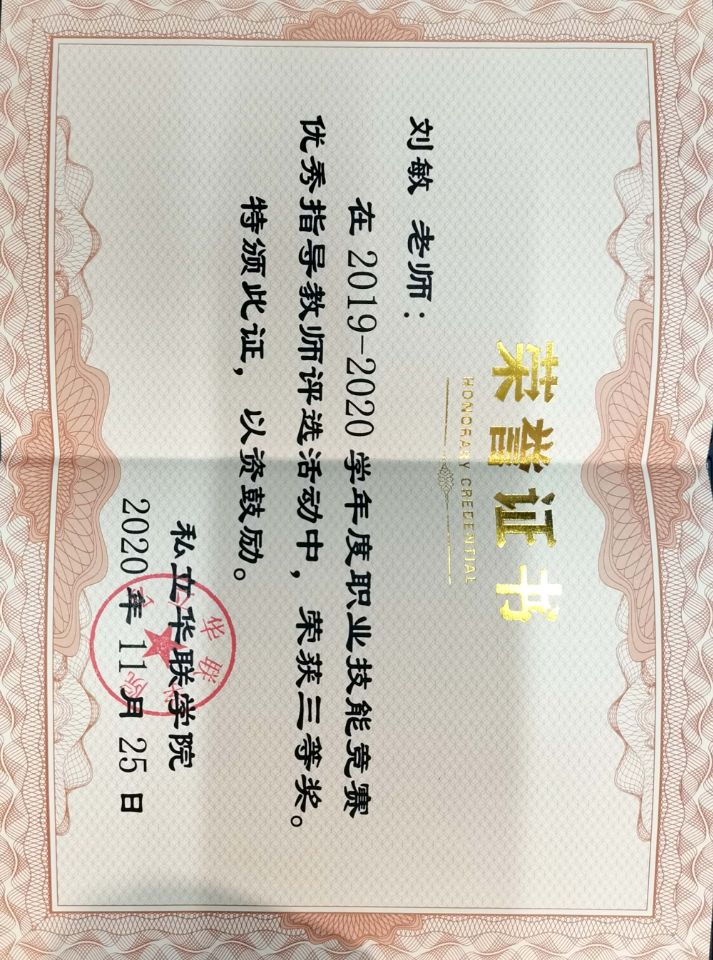 荣誉证书
HONORARY CREDENTIAL
刘敏 老师：
在 2019-2020 学年度职业技能竞赛
优秀指导教师评选活动中，荣获三等奖。
特颁此证，以资鼓励。
私立华联学院
2020 年 11 月 25 日